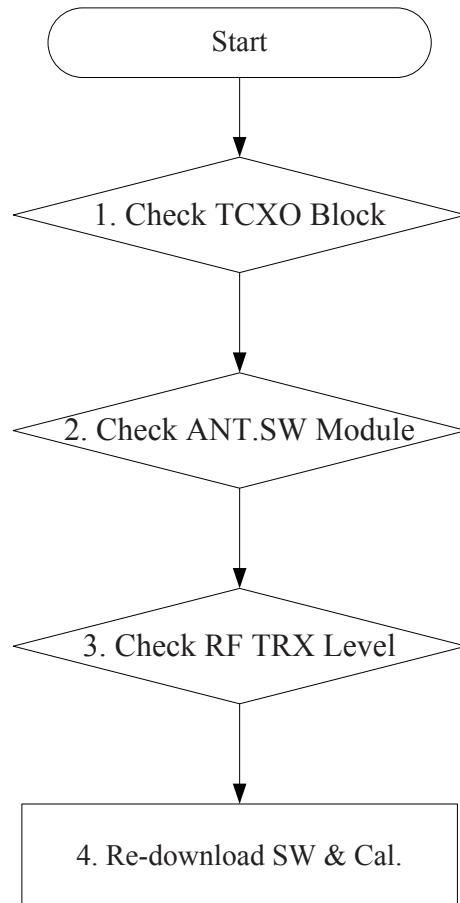 Start
1. Check TCXO Block
2. Check ANT.SW Module
3. Check RF TRX Level
4. Re-download SW & Cal.